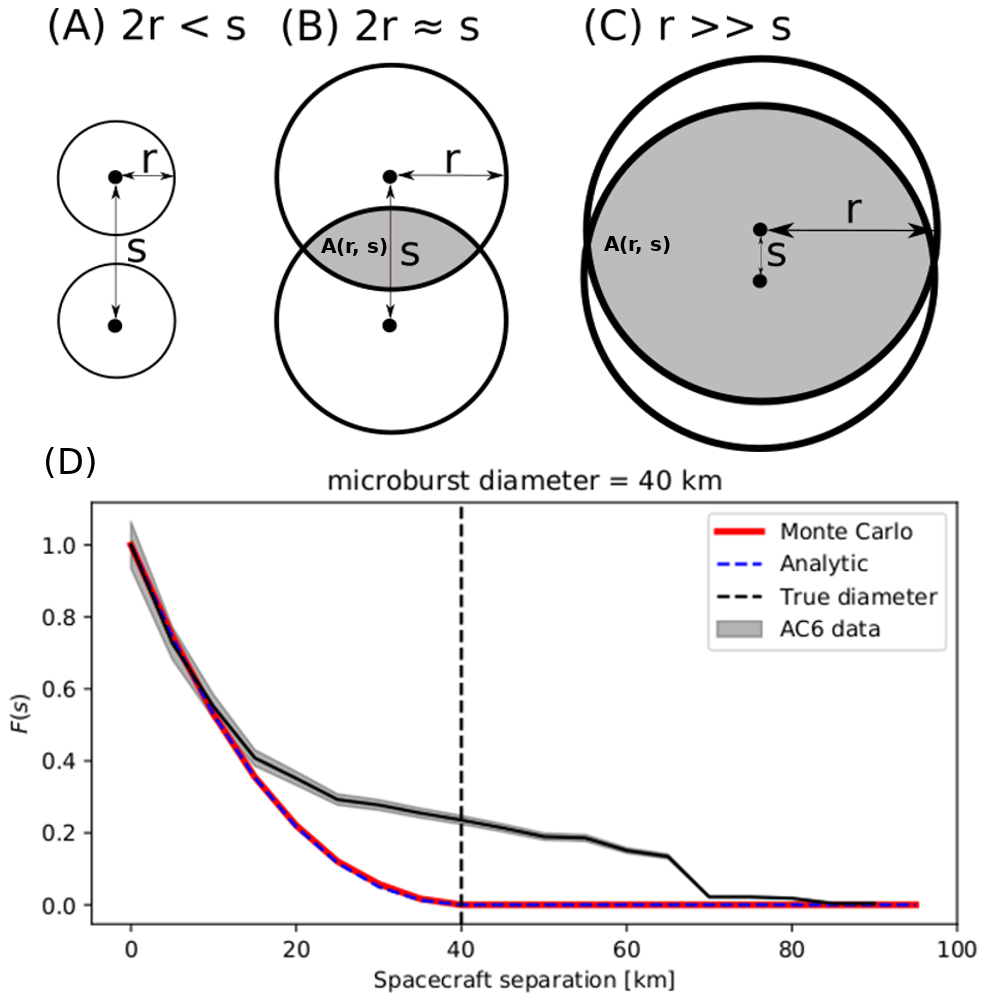 (A) 2r < s (B) 2r ≈ s (C) r >> s
r
s
r
A(r, s)
s
r
A(r, s)
s
(D)
microburst diameter = 40 km
Monte Carlo
Analytic
True diameter
AC6 data
1.0
0.8
0.6
0.4
0.2
0.0
F(s)
0 20 40 60 80 100
Spacecraft separation [km]